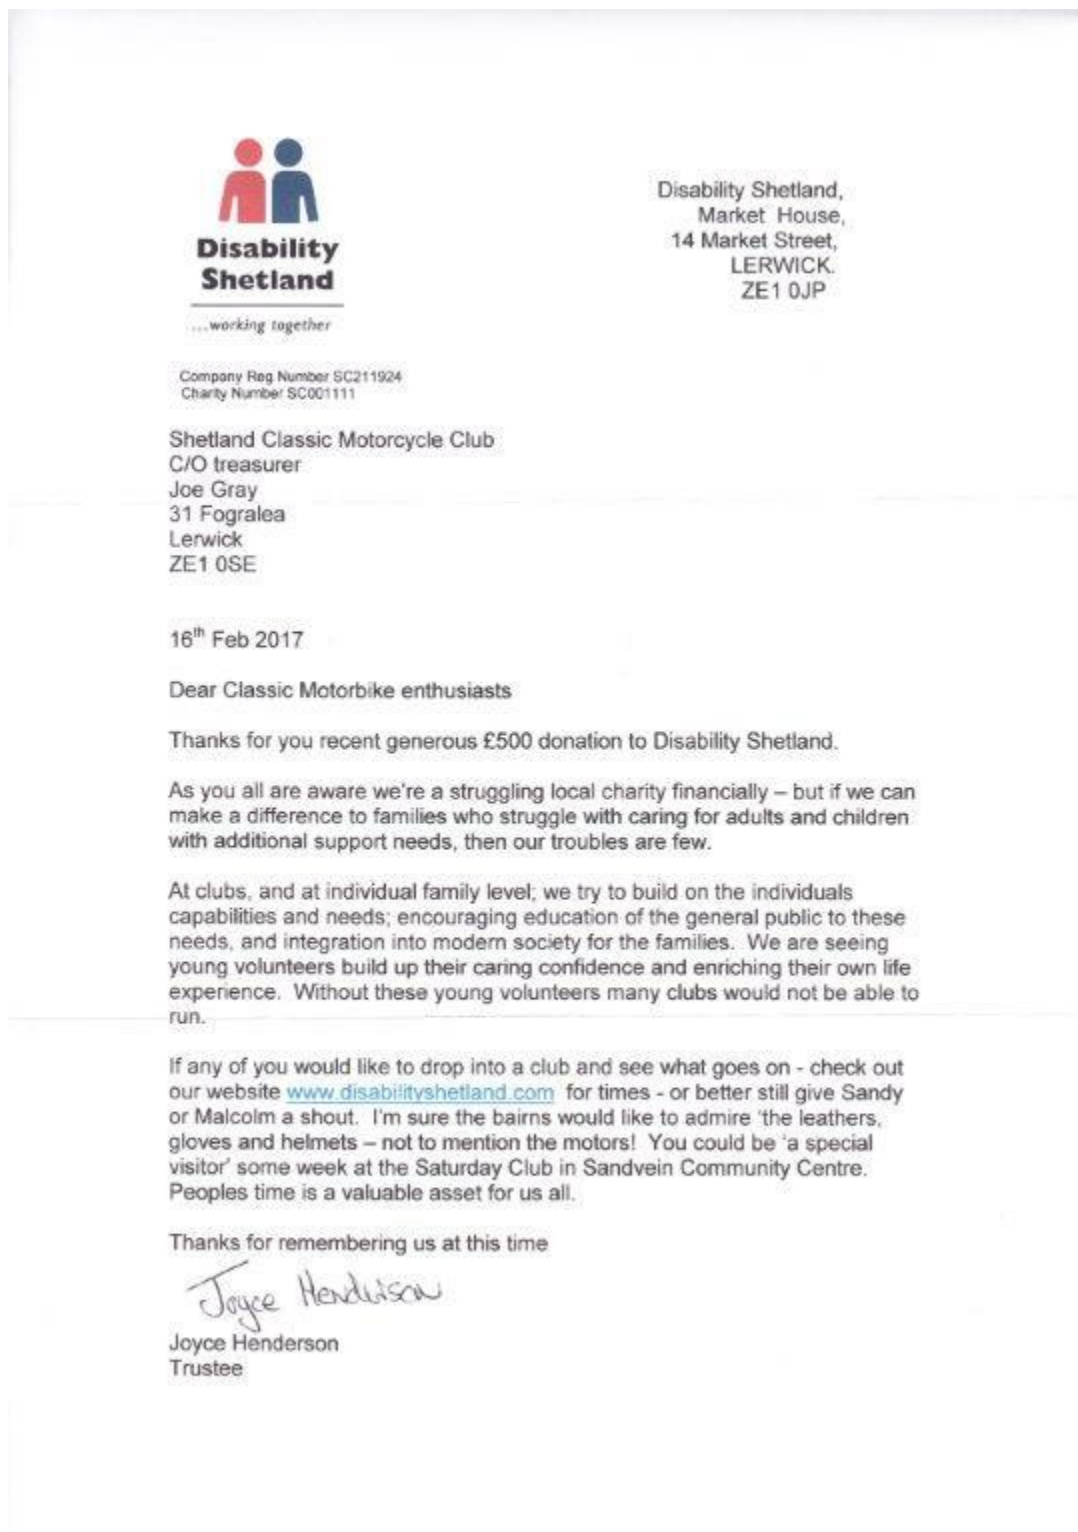 Disability
Shetland
...working together
Disability Shetland,
Market House,
14 Market Street,
LERWICK.
ZE1 0JP
Company Reg Number SC211924
Charity Number SC001111
Shetland Classic Motorcycle Club
C/O treasurer
Joe Gray
31 Fogralea
Lerwick
ZE1 0SE
16th Feb 2017
Dear Classic Motorbike enthusiasts
Thanks for you recent generous £500 donation to Disability Shetland.
As you all are aware we're a struggling local charity financially – but if we can
make a difference to families who struggle with caring for adults and children
with additional support needs, then our troubles are few.
At clubs, and at individual family level; we try to build on the individuals
capabilities and needs; encouraging education of the general public to these
needs, and integration into modern society for the families. We are seeing
young volunteers build up their caring confidence and enriching their own life
experience. Without these young volunteers many clubs would not be able to
run.
If any of you would like to drop into a club and see what goes on - check out
our website www.disabilityshetland.com for times - or better still give Sandy
or Malcolm a shout. I'm sure the bairns would like to admire 'the leathers,
gloves and helmets – not to mention the motors! You could be 'a special
visitor' some week at the Saturday Club in Sandvein Community Centre.
Peoples time is a valuable asset for us all.
Thanks for remembering us at this time
Joyce Henderson
Joyce Henderson
Trustee